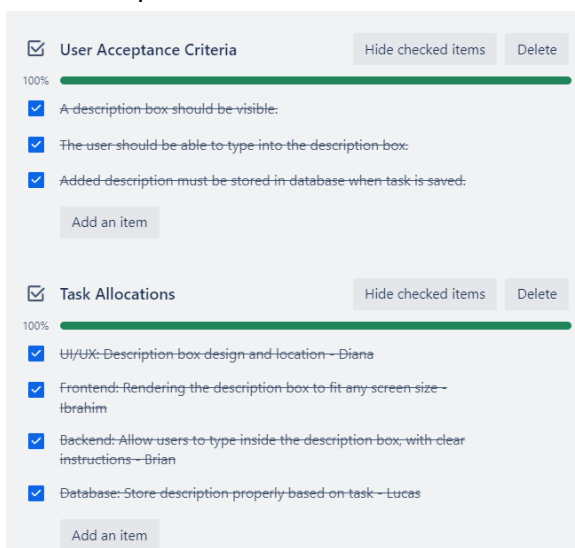 User Acceptance Criteria
Hide checked items
Delete
100%
A description box should be visible.
The user should be able to type into the description box.
Added description must be stored in database when task is saved.
Add an item
Task Allocations
Hide checked items
Delete
100%
UI/UX: Description box design and location - Diana
Frontend: Rendering the description box to fit any screen size -
Ibrahim
Backend: Allow users to type inside the description box, with clear
instructions - Brian
Database: Store description properly based on task - Lucas
Add an item